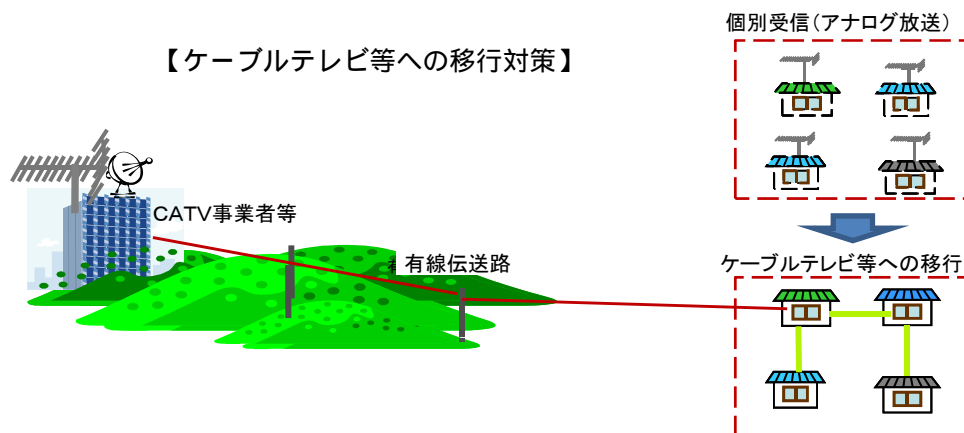 個別受信(アナログ放送)
【ケーブルテレビ等への移行対策】
CATV事業者等
有線伝送路
ケーブルテレビ等への移行